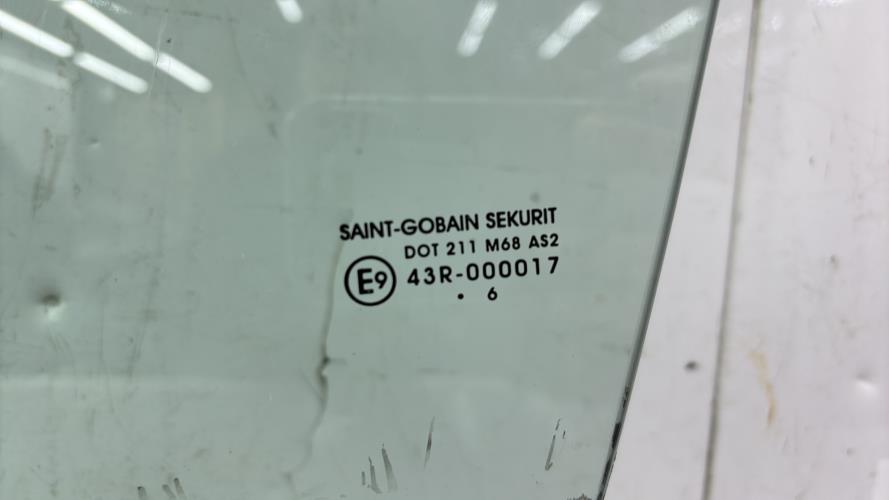 SAINT-GOBAIN SEKURIT
DOT 211 M68 AS2
E9 43R-000017
. 6